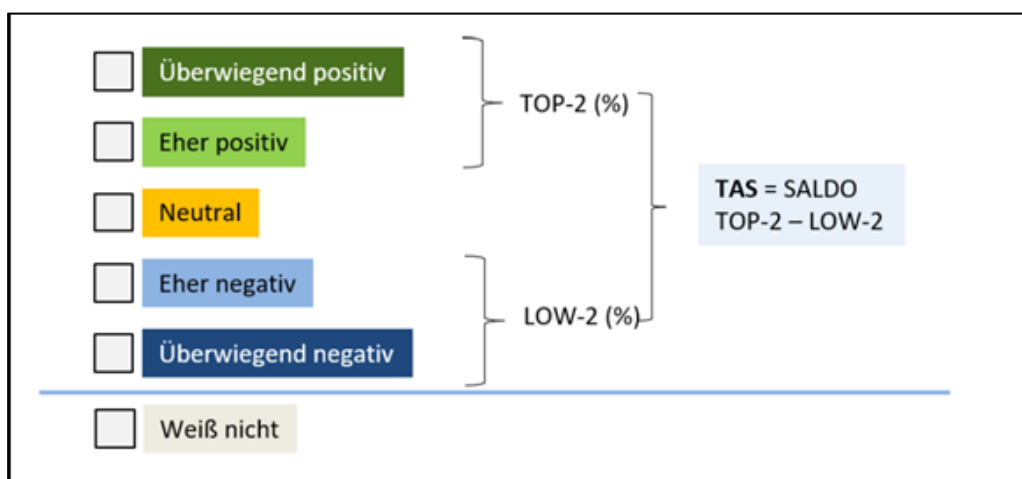 Überwiegend positiv
Eher positiv
Neutral
Eher negativ
Überwiegend negativ
Weiß nicht
TOP-2 (%)
LOW-2 (%)
TAS = SALDO
TOP-2 – LOW-2